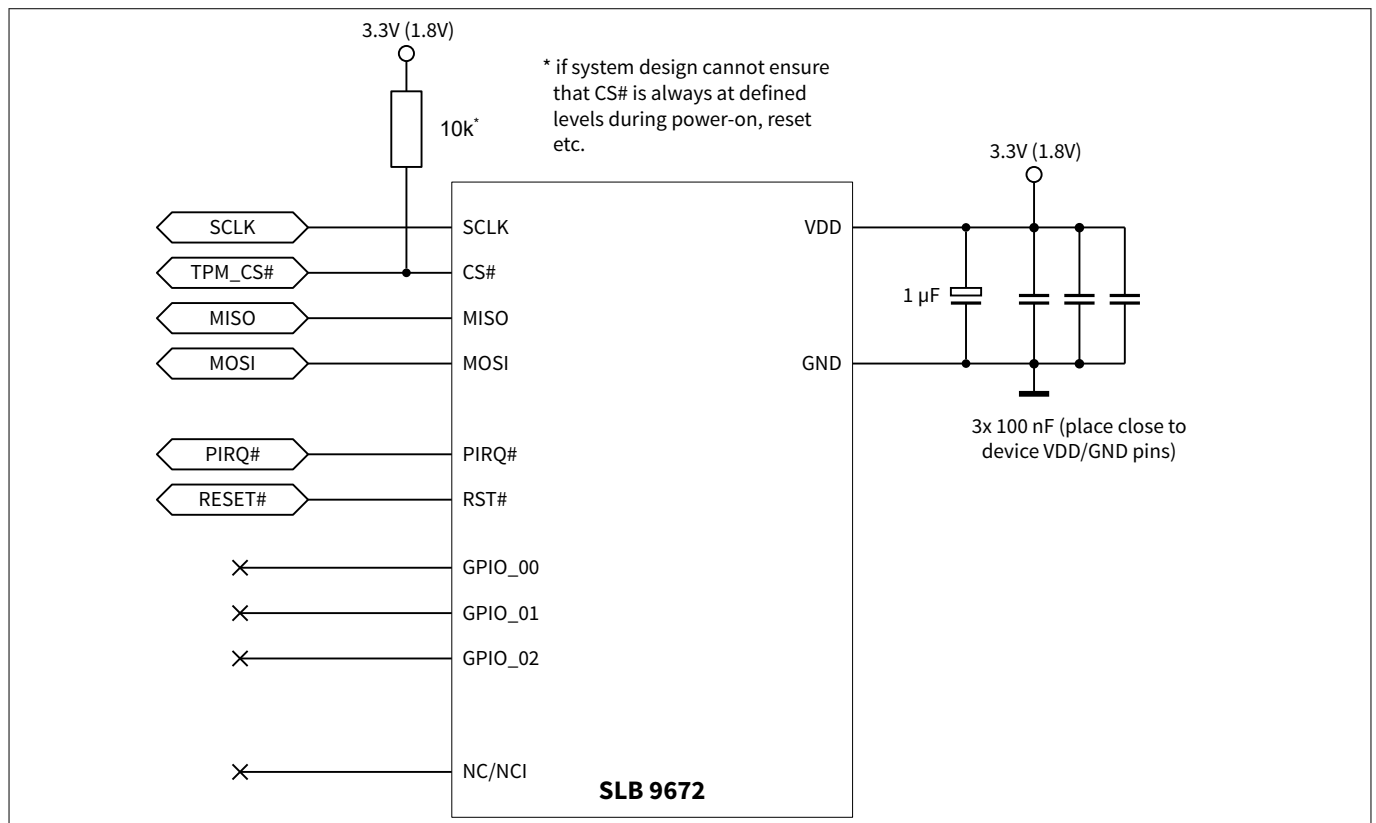 3.3V (1.8V)
* if system design cannot ensure
that CS# is always at defined
levels during power-on, reset
etc.
10k*
3.3V (1.8V)
SCLK
SCLK
VDD
TPM_CS#
CS#
1 µF
MISO
MISO
MOSI
MOSI
GND
3x 100 nF (place close to
device VDD/GND pins)
PIRQ#
PIRQ#
RESET#
RST#
GPIO_00
GPIO_01
GPIO_02
NC/NCI
SLB 9672